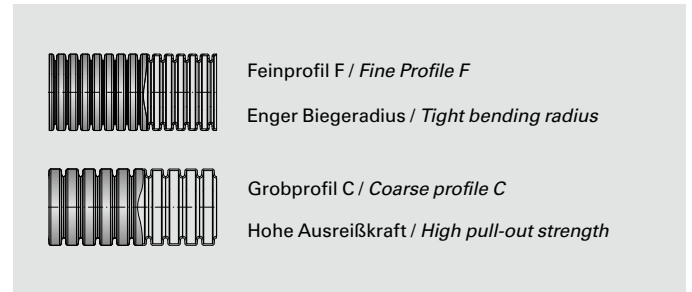 Feinprofil F / Fine Profile F
Enger Biegeradius / Tight bending radius
Grobprofil C / Coarse profile C
Hohe Ausreißkraft / High pull-out strength